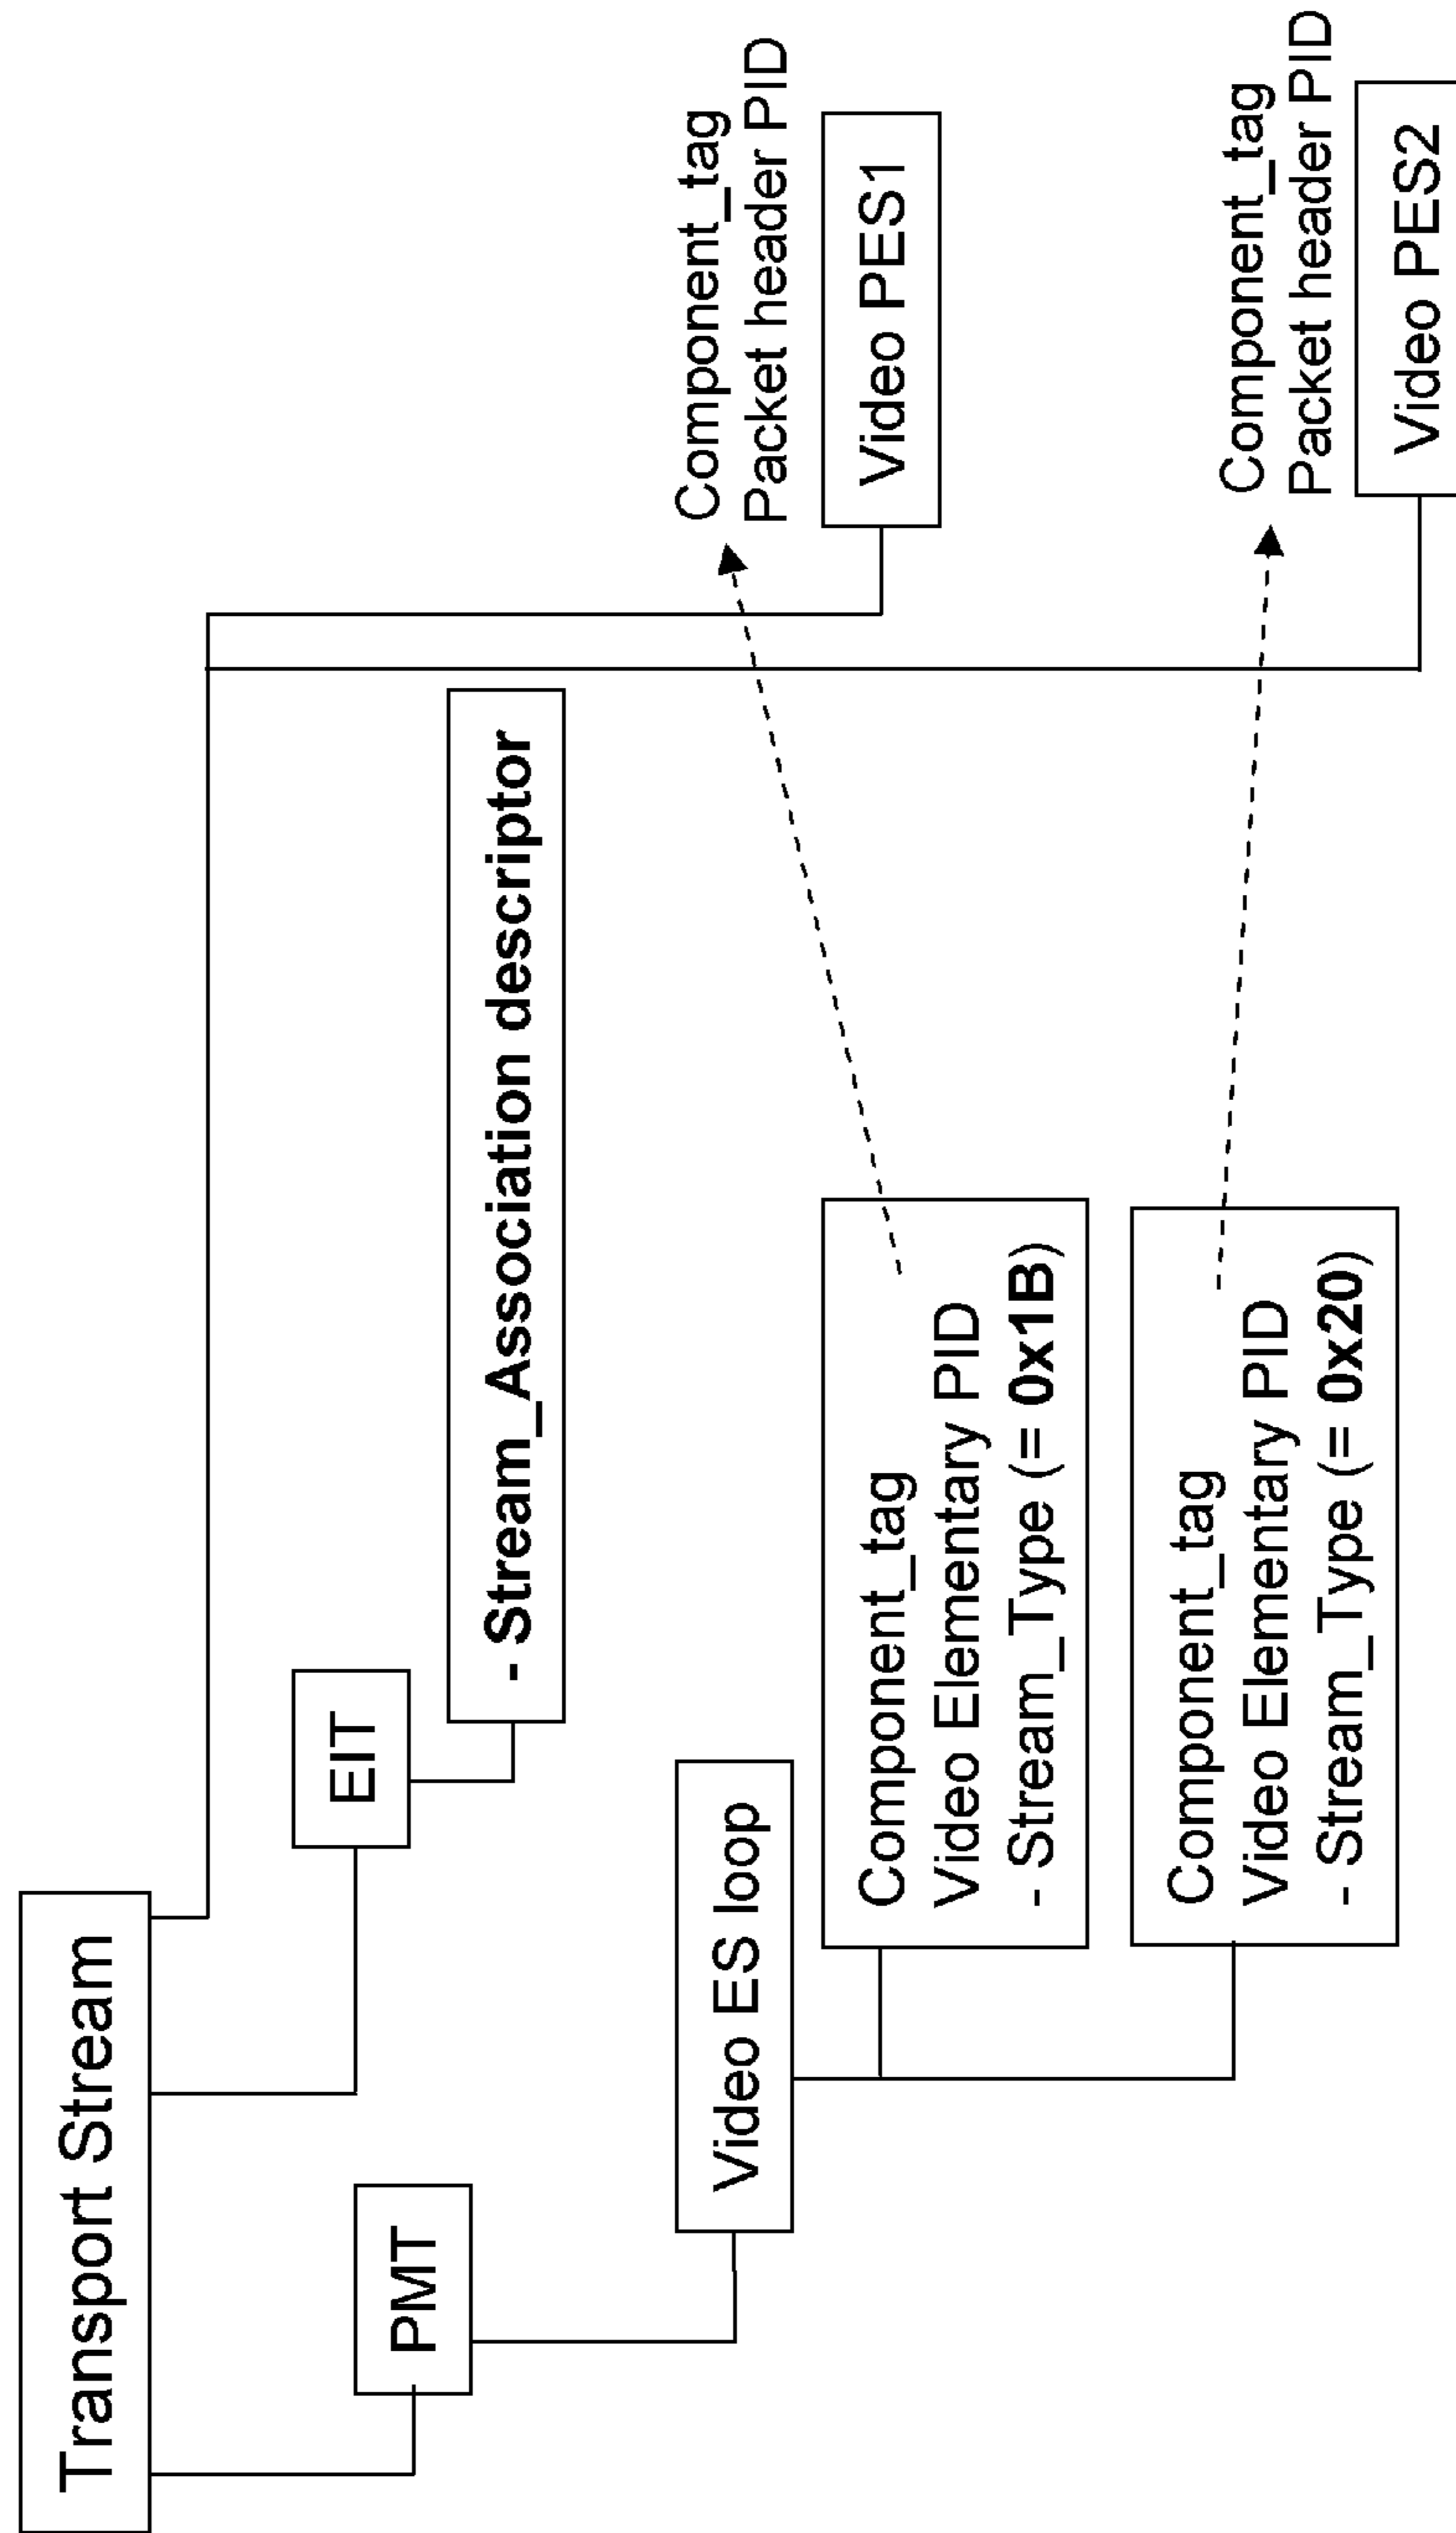 Transport Stream
EIT
PMT
- Stream_Association descriptor
Video ES loop
Component_tag
Video Elementary PID
- Stream_Type (= 0x1B)
Component_tag
Video Elementary PID
- Stream_Type (= 0x20)
Component_tag
Packet header PID
Video PES1
Component_tag
Packet header PID
Video PES2